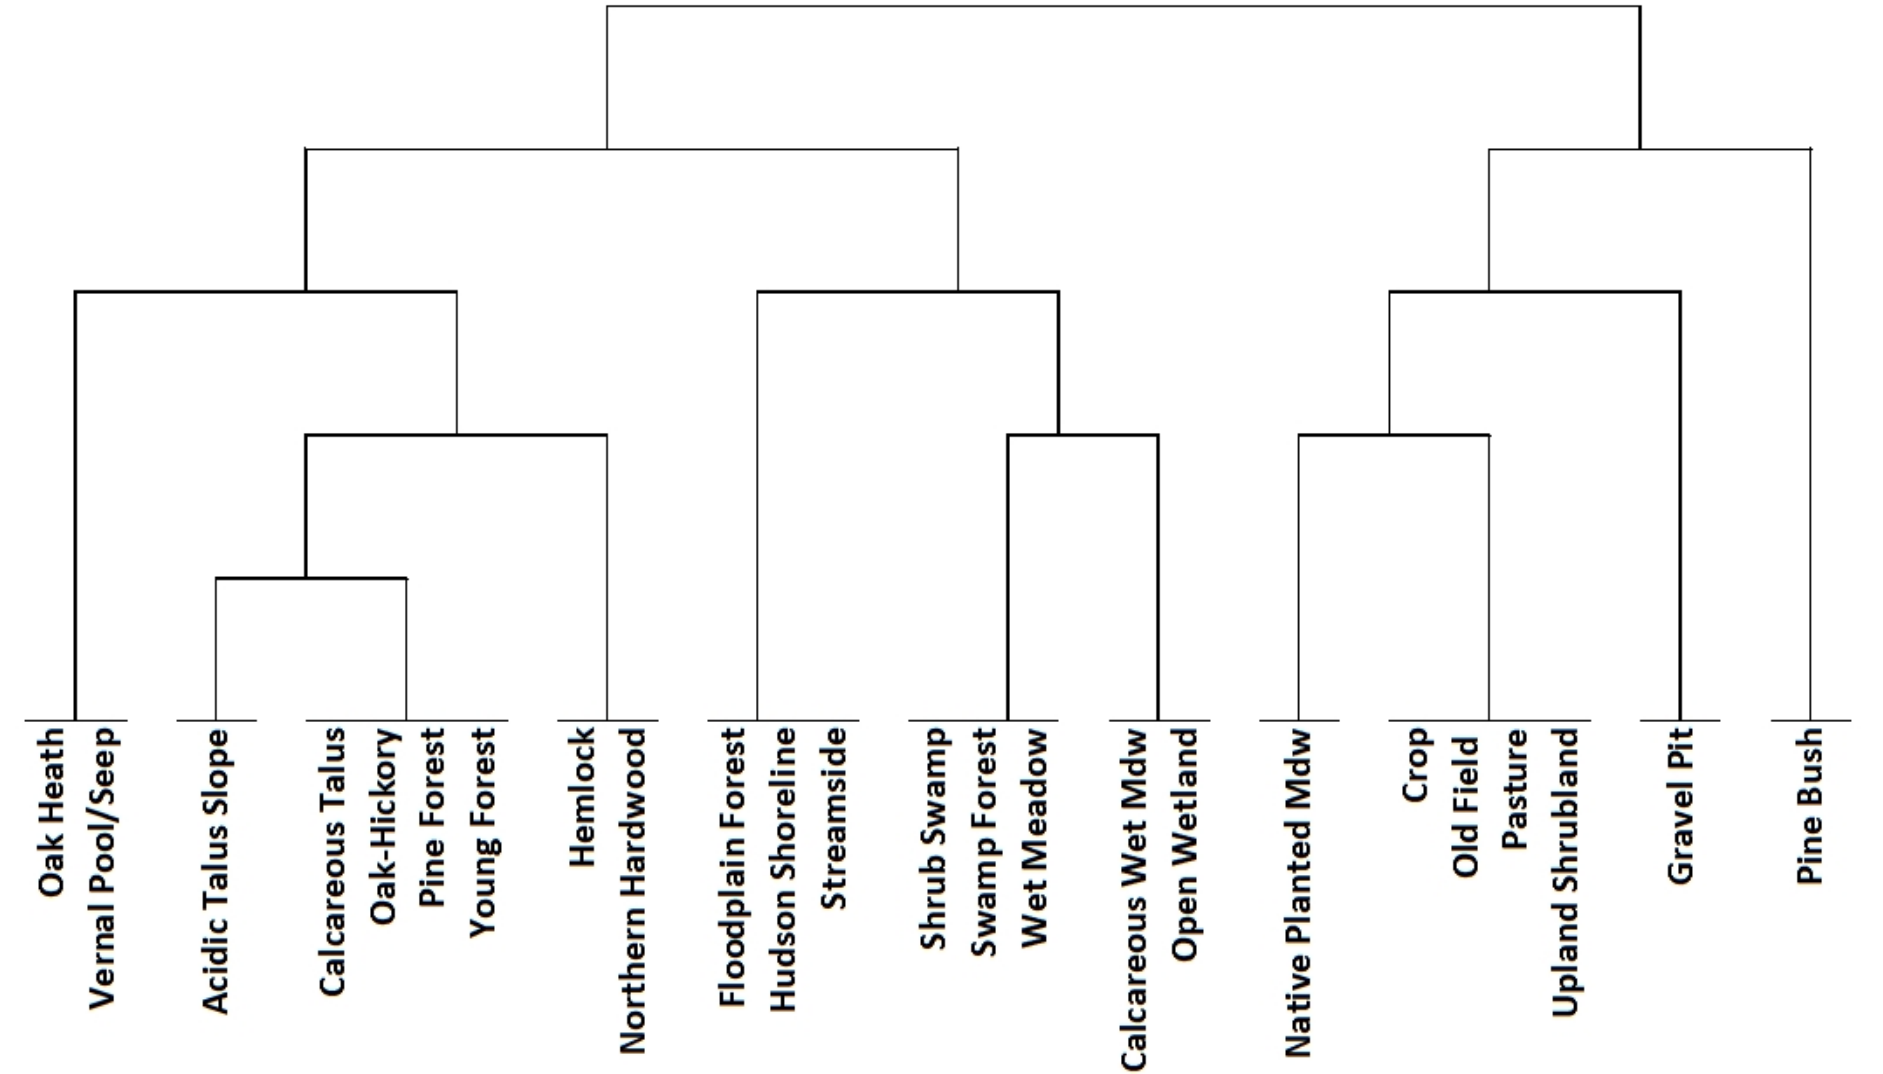 Oak Heath
Vernal Pool/Seep
Acidic Talus Slope
Calcareous Talus
Oak-Hickory
Pine Forest
Young Forest
Hemlock
Northern Hardwood
Floodplain Forest
Hudson Shoreline
Streamside
Shrub Swamp
Swamp Forest
Wet Meadow
Calcareous Wet Mdw
Open Wetland
Native Planted Mdw
Crop
Old Field
Pasture
Upland Shrubland
Gravel Pit
Pine Bush